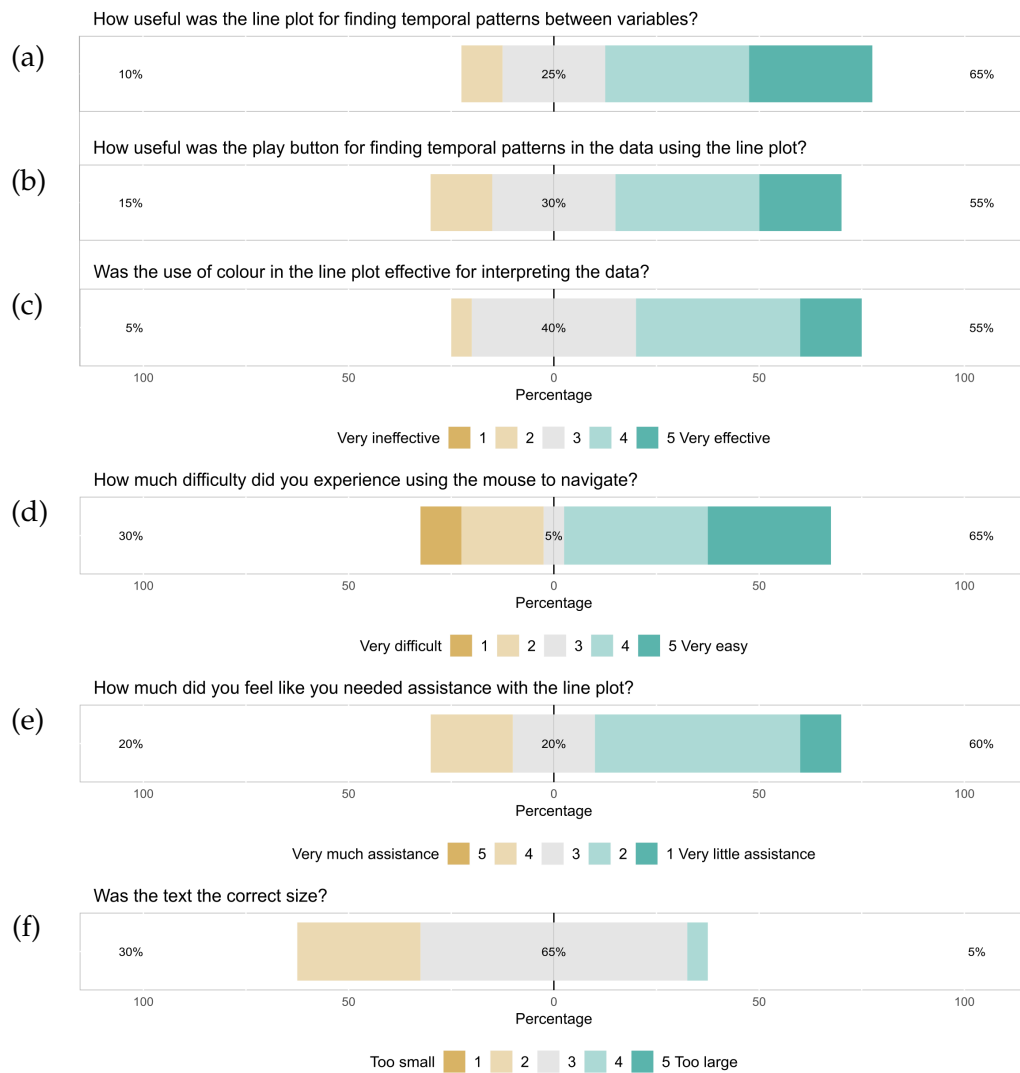 How useful was the line plot for finding temporal patterns between variables?
(a)
10% 25% 65%
How useful was the play button for finding temporal patterns in the data using the line plot?
(b)
15% 30% 55%
Was the use of colour in the line plot effective for interpreting the data?
(c)
5% 40% 55%
100 50 0 50 100
Percentage
Very ineffective 1 2 3 4 5 Very effective
How much difficulty did you experience using the mouse to navigate?
(d)
30% 5% 65%
100 50 0 50 100
Percentage
Very difficult 1 2 3 4 5 Very easy
How much did you feel like you needed assistance with the line plot?
(e)
20% 20% 60%
100 50 0 50 100
Percentage
Very much assistance 5 4 3 2 1 Very little assistance
Was the text the correct size?
(f)
30% 65% 5%
100 50 0 50 100
Percentage
Too small 1 2 3 4 5 Too large